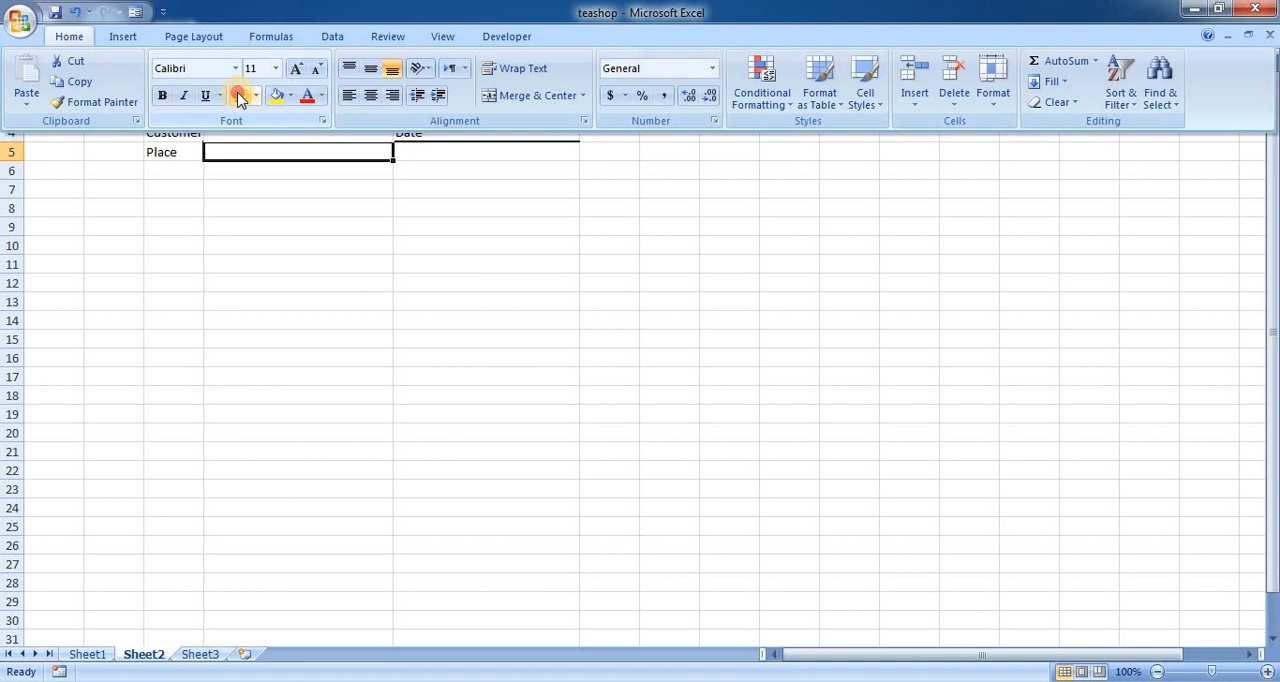 teashop - Microsoft Excel
Home Insert Page Layout Formulas Data Review View Developer
Paste
Cut
Copy
Format Painter
Clipboard
Calibri 11
B I U
Font
Wrap Text
Merge & Center
Alignment
General
$ % ,
Number
Conditional Formatting
Format as Table
Cell Styles
Styles
Insert
Delete
Format
Cells
Σ AutoSum
Fill
Clear
Sort & Filter
Find & Select
Editing
4 Customer Date
5 Place
6
7
8
9
10
11
12
13
14
15
16
17
18
19
20
21
22
23
24
25
26
27
28
29
30
31
Sheet1 Sheet2 Sheet3
Ready 100%